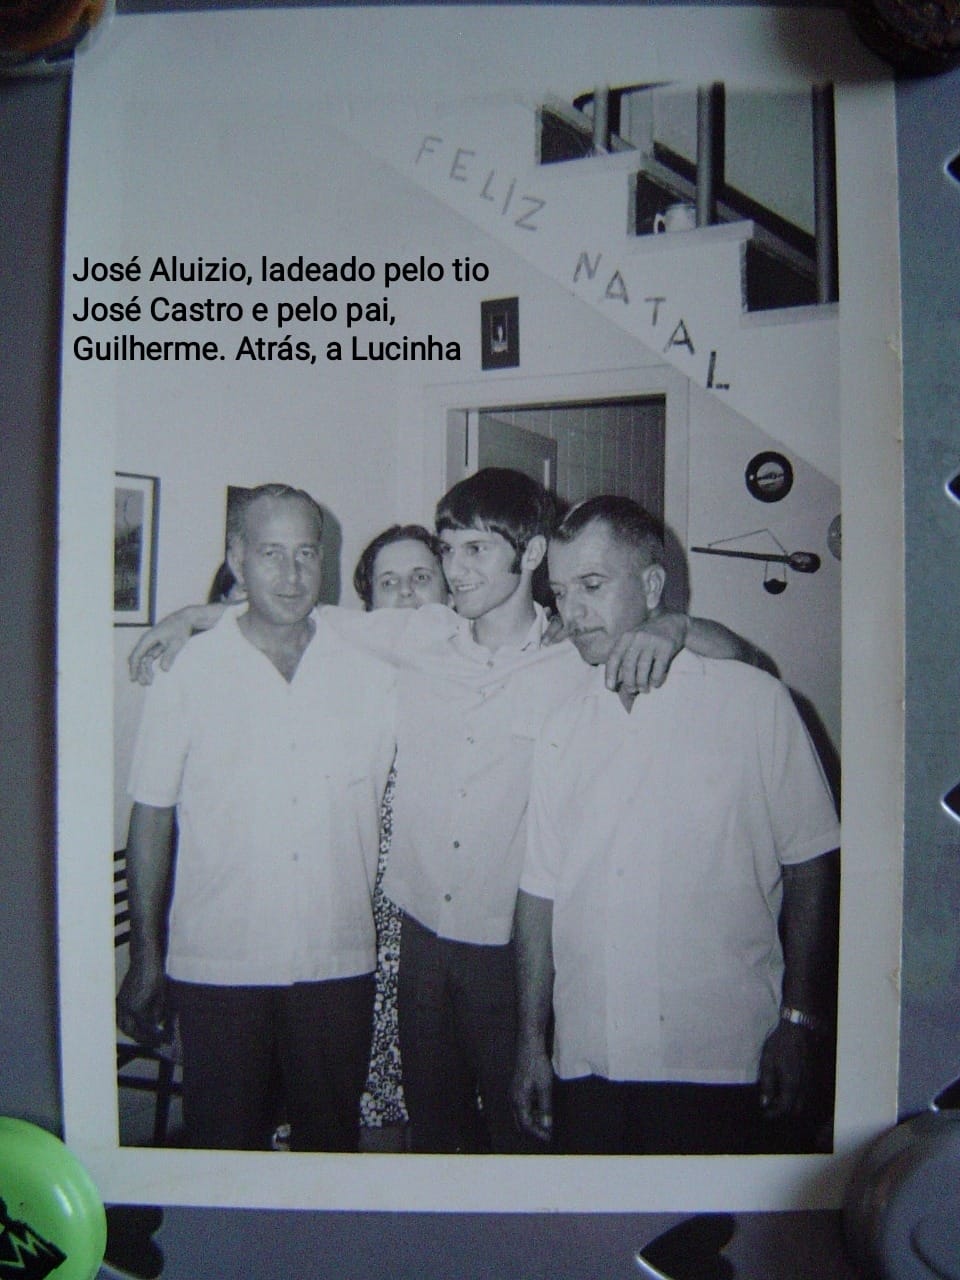 FELIZ
NATAL
José Aluizio, ladeado pelo tio
José Castro e pelo pai,
Guilherme. Atrás, a Lucinha